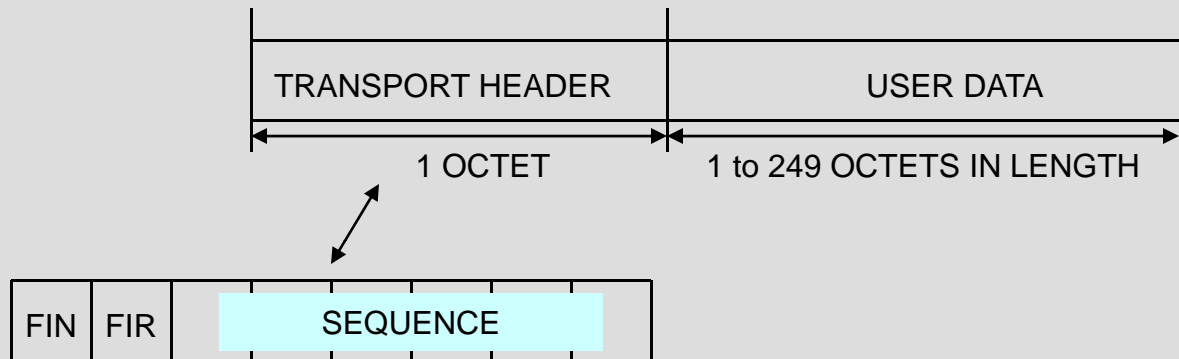 TRANSPORT HEADER USER DATA
1 OCTET 1 to 249 OCTETS IN LENGTH
FIN FIR SEQUENCE